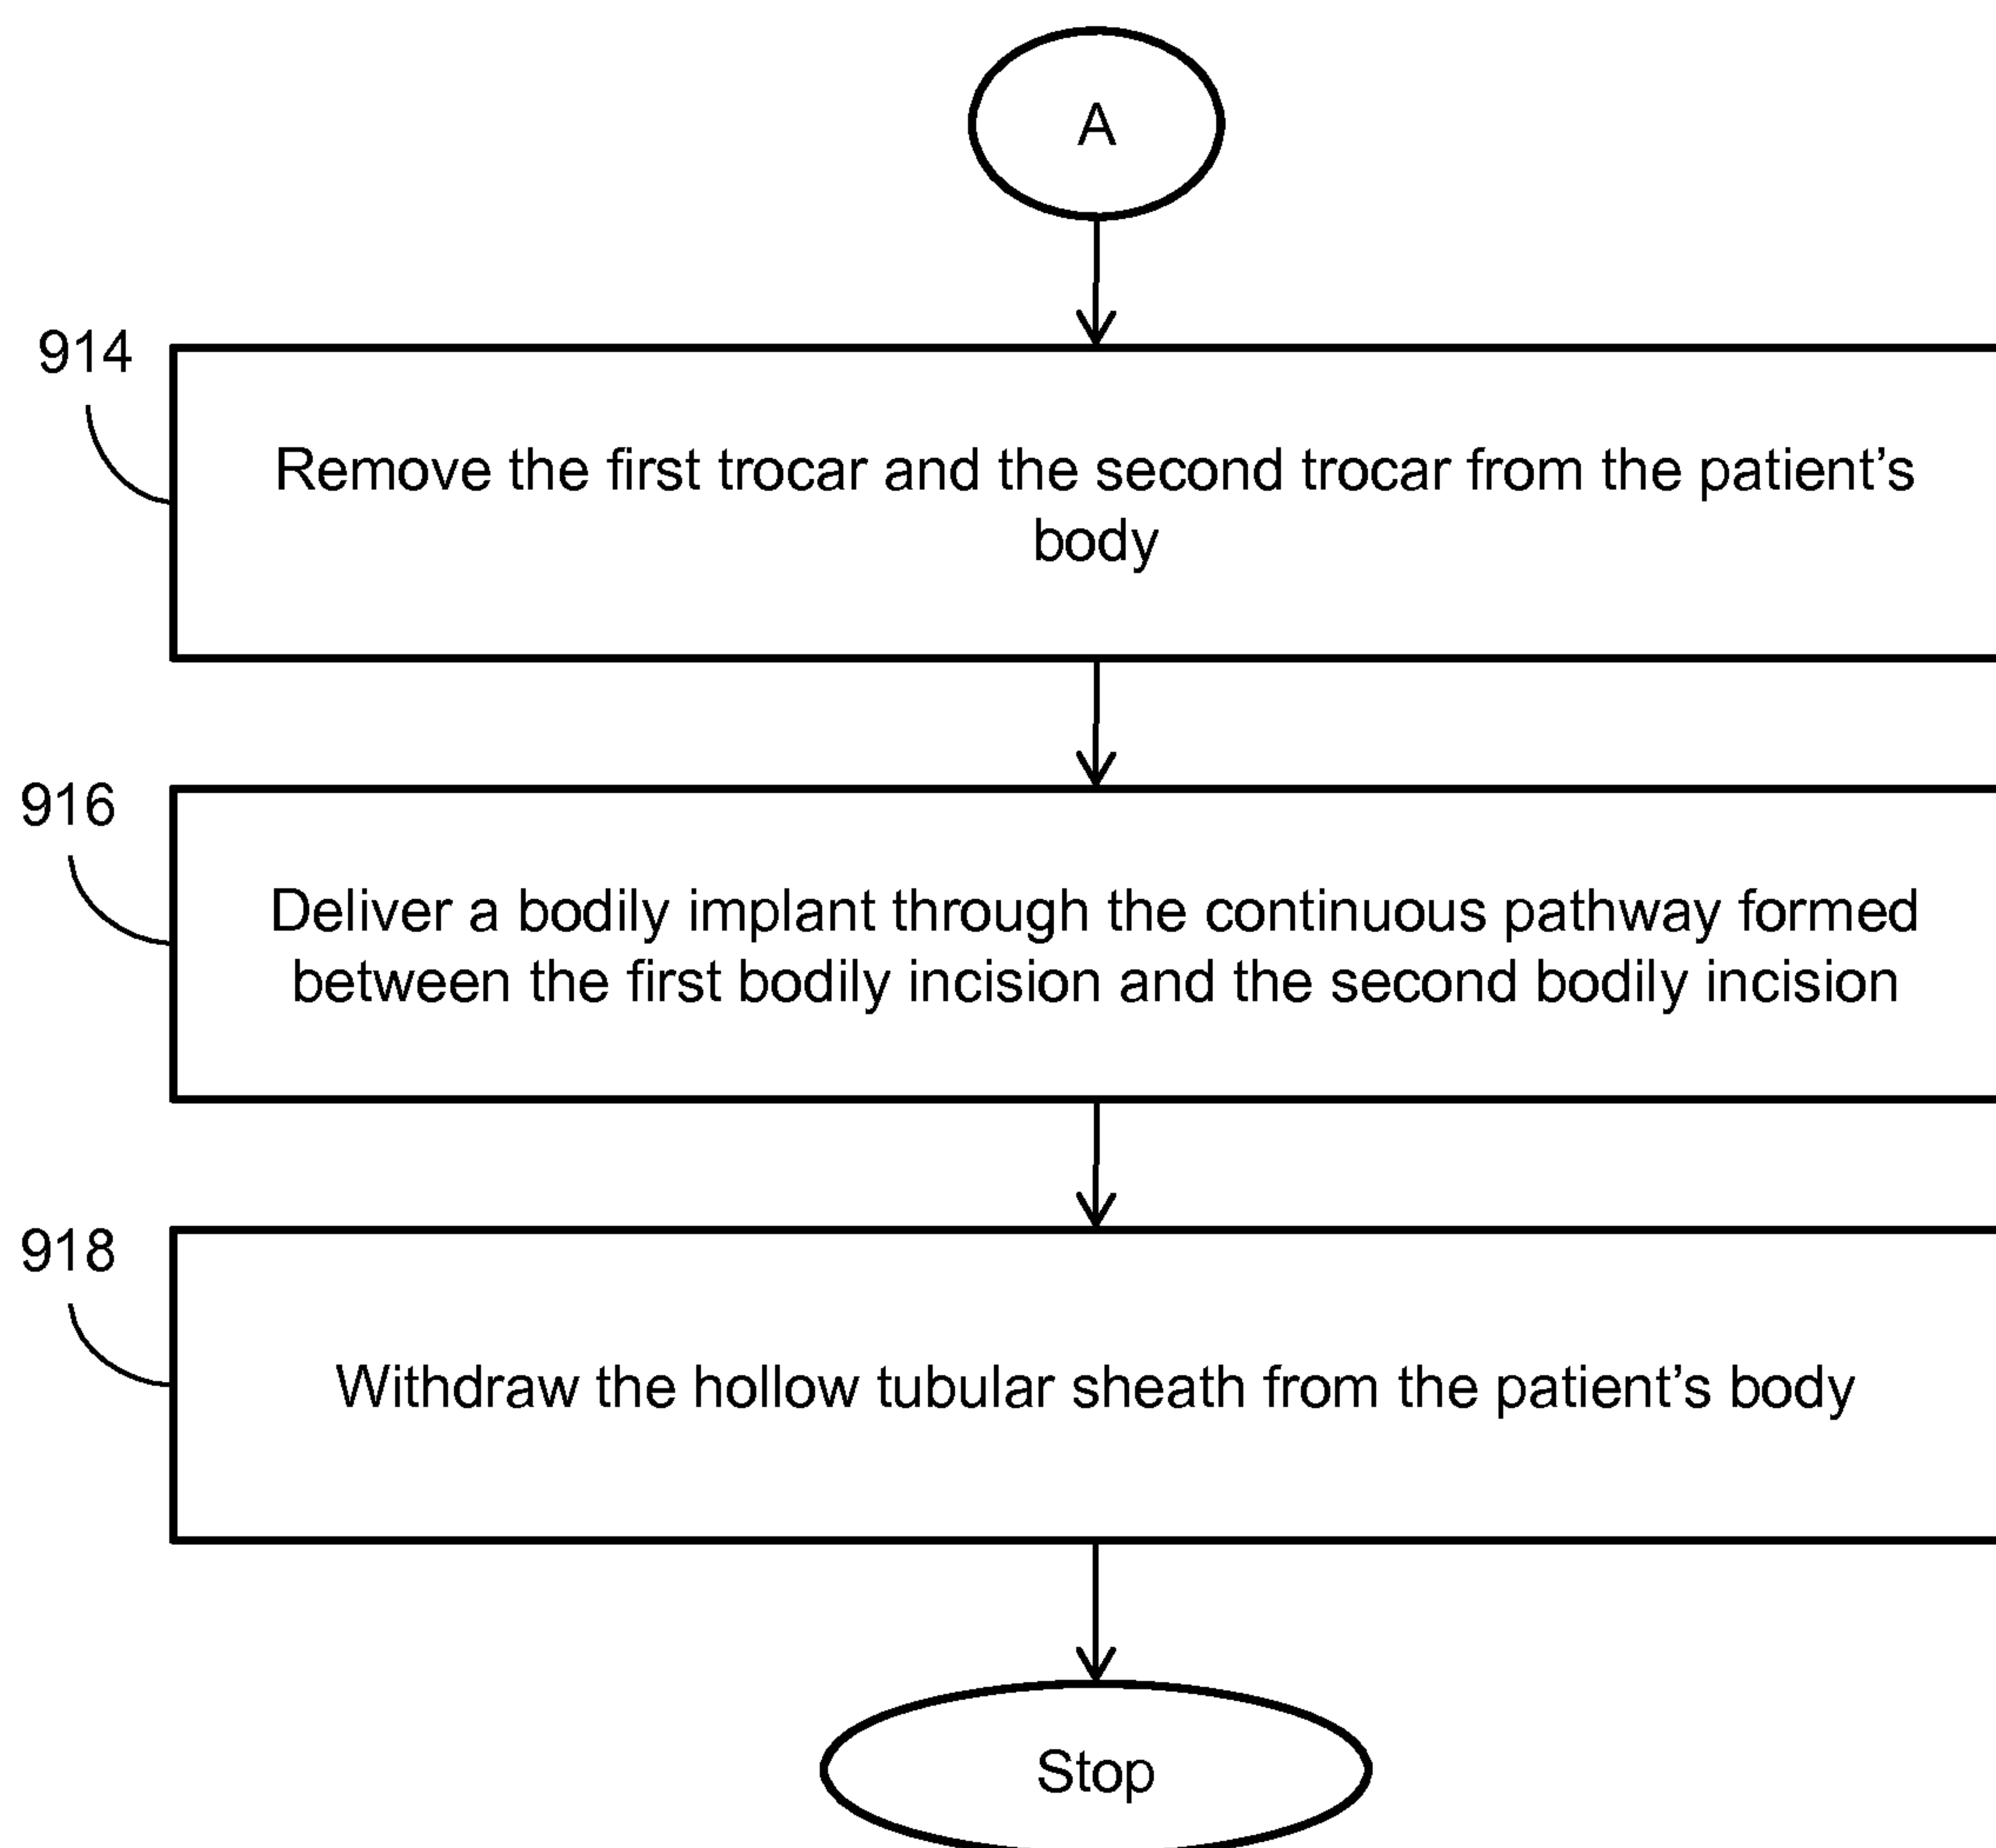 A
914
Remove the first trocar and the second trocar from the patient’s
body
916
Deliver a bodily implant through the continuous pathway formed
between the first bodily incision and the second bodily incision
918
Withdraw the hollow tubular sheath from the patient’s body
Stop